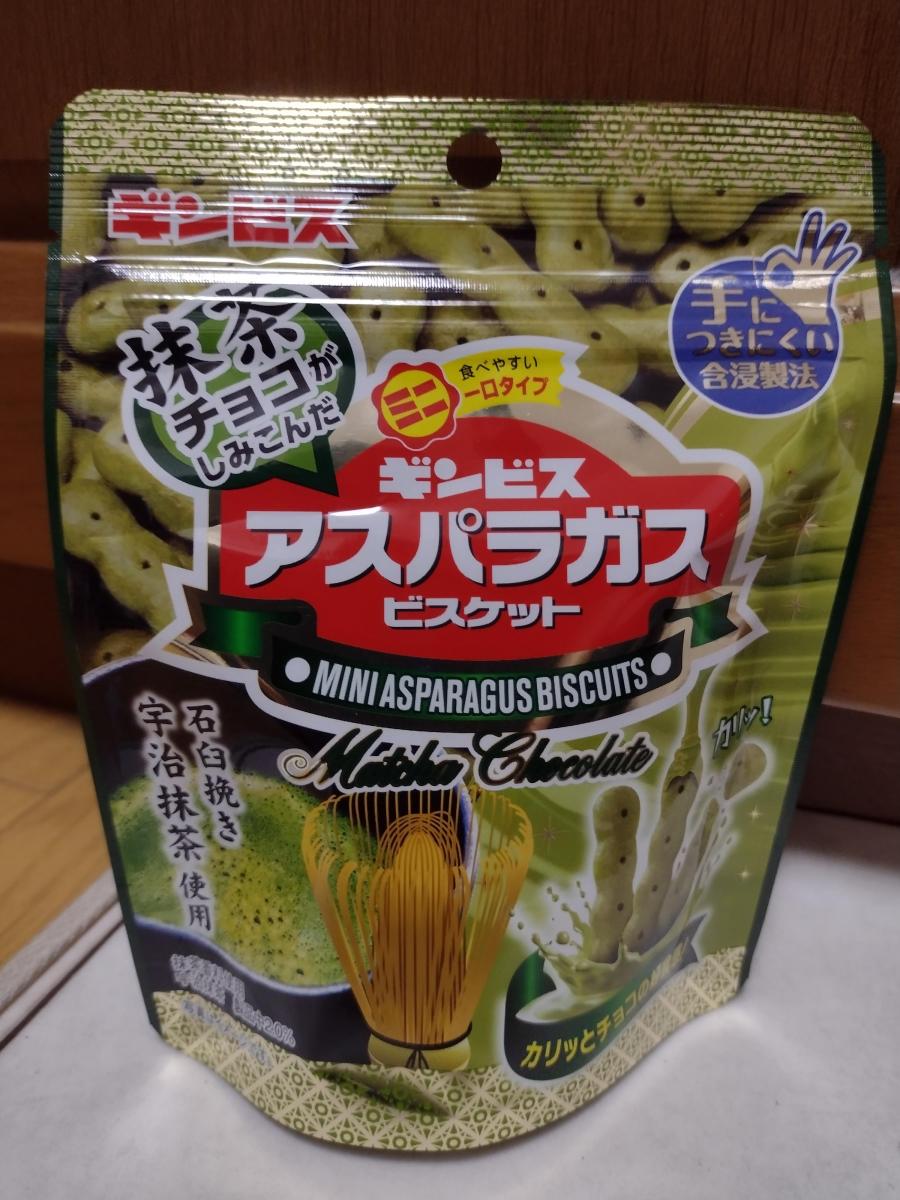 ギンビス
抹茶
チョコが
しみこんだ
手に
つきにくい
含浸製法
ミニ
食べやすい
一口タイプ
ギンビス
アスパラガス
ビスケット
MINI ASPARAGUS BISCUITS
Matcha Chocolate
石臼挽き
宇治抹茶使用
カリッ!
カリッとチョコの